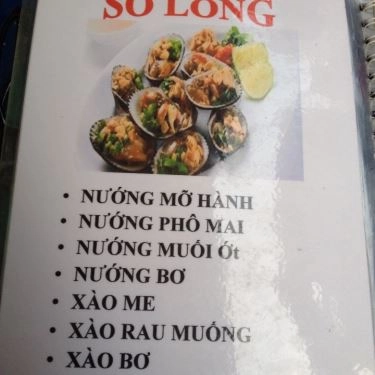 SÒ LÔNG
NƯỚNG MỠ HÀNH
NƯỚNG PHÔ MAI
NƯỚNG MUỐI Ớt
NƯỚNG BƠ
XÀO ME
XÀO RAU MUỐNG
XÀO BƠ